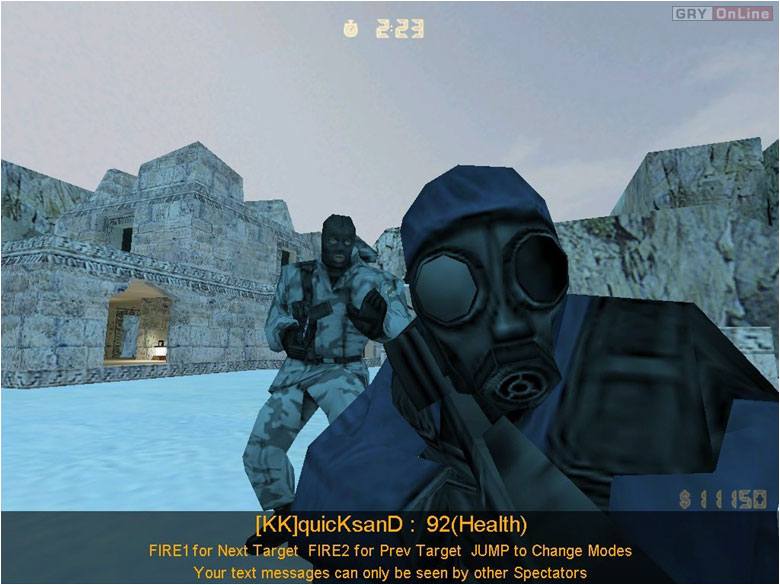 GRY OnLine
2:23
$ 11150
[KK]quicKsanD : 92(Health)
FIRE1 for Next Target FIRE2 for Prev Target JUMP to Change Modes
Your text messages can only be seen by other Spectators